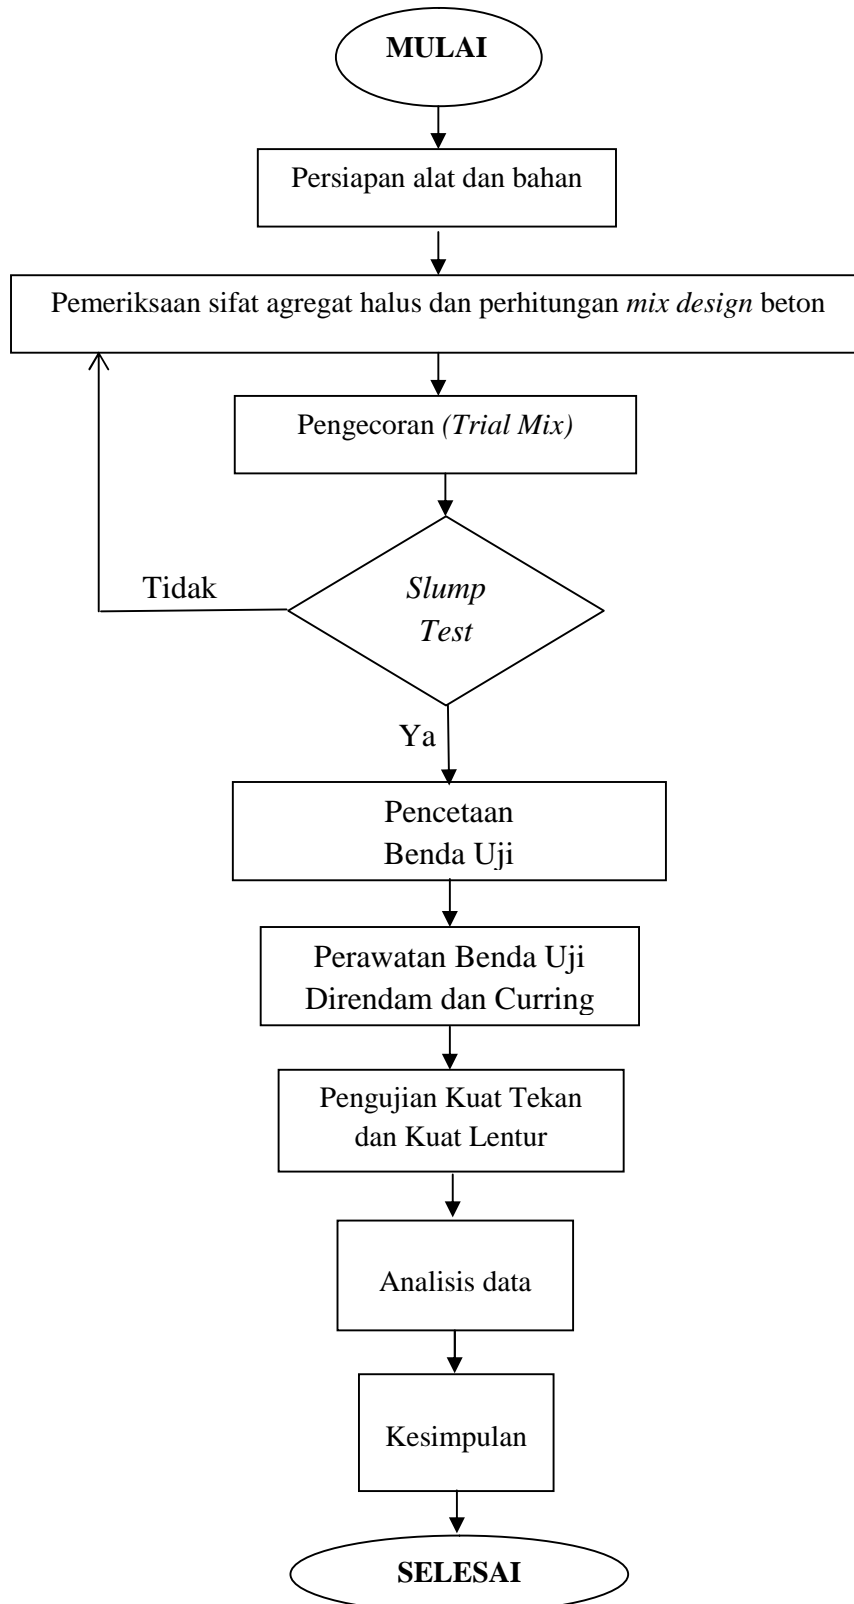 MULAI
Persiapan alat dan bahan
Pemeriksaan sifat agregat halus dan perhitungan mix design beton
Pengecoran (Trial Mix)
Tidak
Slump
Test
Ya
Pencetaan
Benda Uji
Perawatan Benda Uji
Direndam dan Curring
Pengujian Kuat Tekan
dan Kuat Lentur
Analisis data
Kesimpulan
SELESAI